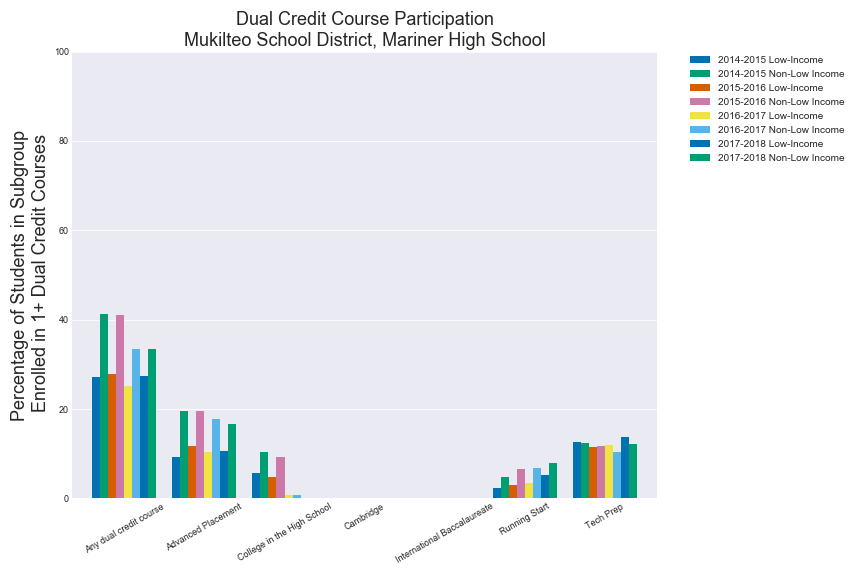 Dual Credit Course Participation
Mukilteo School District, Mariner High School
Percentage of Students in Subgroup
Enrolled in 1+ Dual Credit Courses
100
80
60
40
20
0
Any dual credit course
Advanced Placement
College in the High School
Cambridge
International Baccalaureate
Running Start
Tech Prep
2014-2015 Low-Income
2014-2015 Non-Low Income
2015-2016 Low-Income
2015-2016 Non-Low Income
2016-2017 Low-Income
2016-2017 Non-Low Income
2017-2018 Low-Income
2017-2018 Non-Low Income